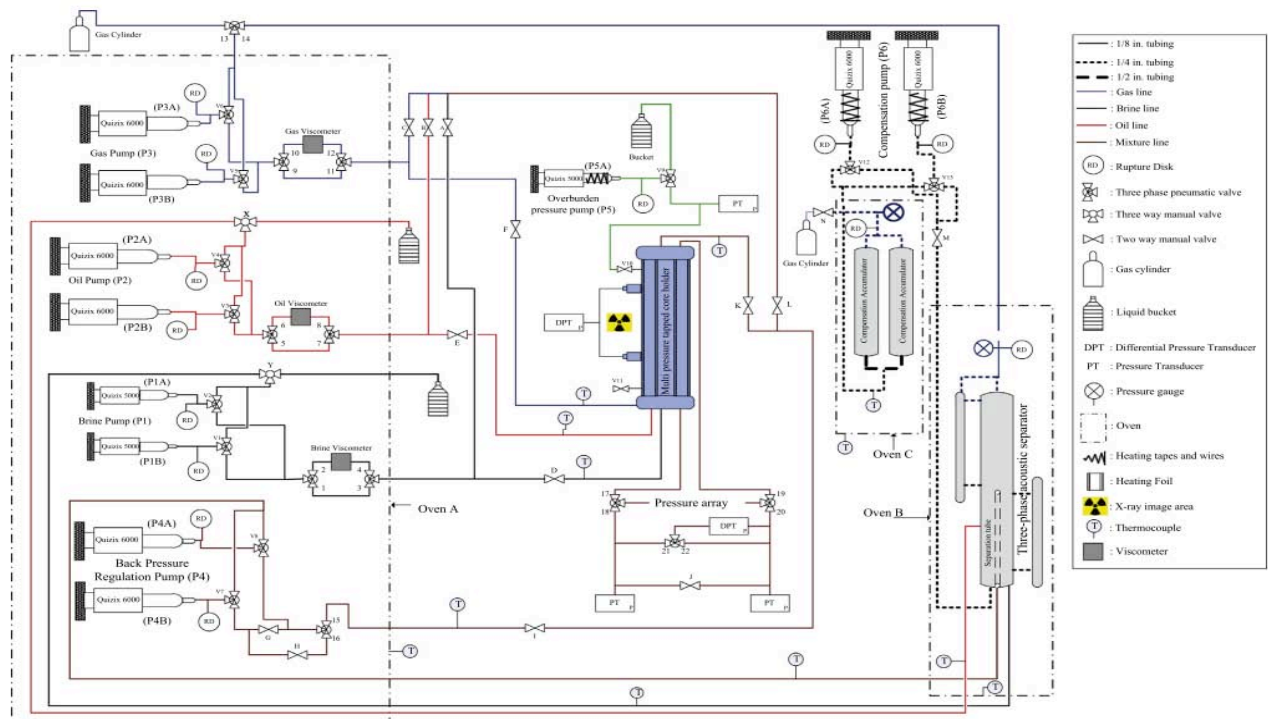 Gas Cylinder
13 14
(P3A)
RD
V6
Quizix 6000
Gas Pump (P3)
RD
V5
Quizix 6000
(P3B)
Gas Viscometer
10 12
9 11
C
B
A
X
(P2A)
Quizix 6000
V4
RD
Oil Pump (P2)
V3
Quizix 6000
(P2B)
RD
Oil Viscometer
6 8
5 7
E
F
Y
(P1A)
Quizix 5000
V2
RD
Brine Pump (P1)
Quizix 5000
(P1B)
RD
Brine Viscometer
2 4
1 3
D
T
T
T
Oven A
(P4A)
RD
Quizix 6000
V8
Back Pressure
Regulation Pump (P4)
V7
Quizix 6000
(P4B)
RD
G
H
15
16
T
I
T
T
T
Bucket
(P5A)
Quizix 5000
V9
RD
Overburden
pressure pump (P5)
PT
P
V10
DPT
V11
Multi pressure tapped core holder
T
K
L
17
18
Pressure array
19
20
DPT
P
21 22
J
PT
P
PT
P
Quizix 6000
Quizix 6000
Compensation pump (P6)
(P6A)
(P6B)
RD
RD
V12
V13
M
N
Gas Cylinder
RD
Compensation Accumulator
Compensation Accumulator
T
T
Oven C
Oven B
RD
Separation tube
Three-phase acoustic separator
T
T
: 1/8 in. tubing
: 1/4 in. tubing
: 1/2 in. tubing
: Gas line
: Brine line
: Oil line
: Mixture line
RD : Rupture Disk
: Three phase pneumatic valve
: Three way manual valve
: Two way manual valve
: Gas cylinder
: Liquid bucket
DPT : Differential Pressure Transducer
PT : Pressure Transducer
: Pressure gauge
: Oven
: Heating tapes and wires
: Heating Foil
: X-ray image area
T : Thermocouple
: Viscometer